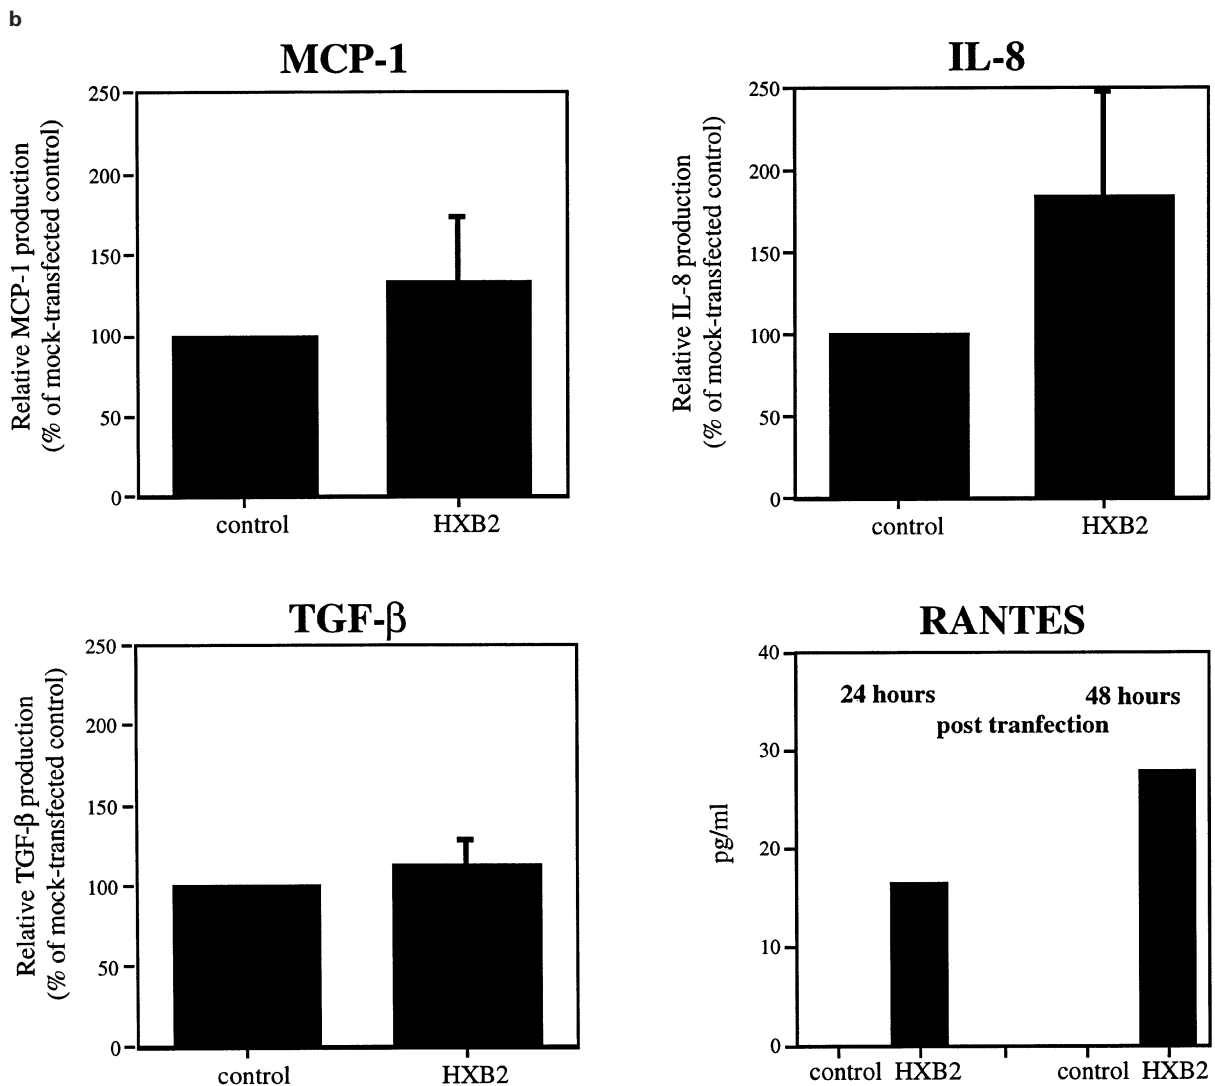 b
MCP-1
Relative MCP-1 production
(% of mock-transfected control)
250
200
150
100
50
0
control HXB2
IL-8
Relative IL-8 production
(% of mock-transfected control)
250
200
150
100
50
0
control HXB2
TGF-β
Relative TGF-β production
(% of mock-transfected control)
250
200
150
100
50
0
control HXB2
RANTES
pg/ml
40
30
20
10
0
24 hours 48 hours
post tranfection
control HXB2 control HXB2